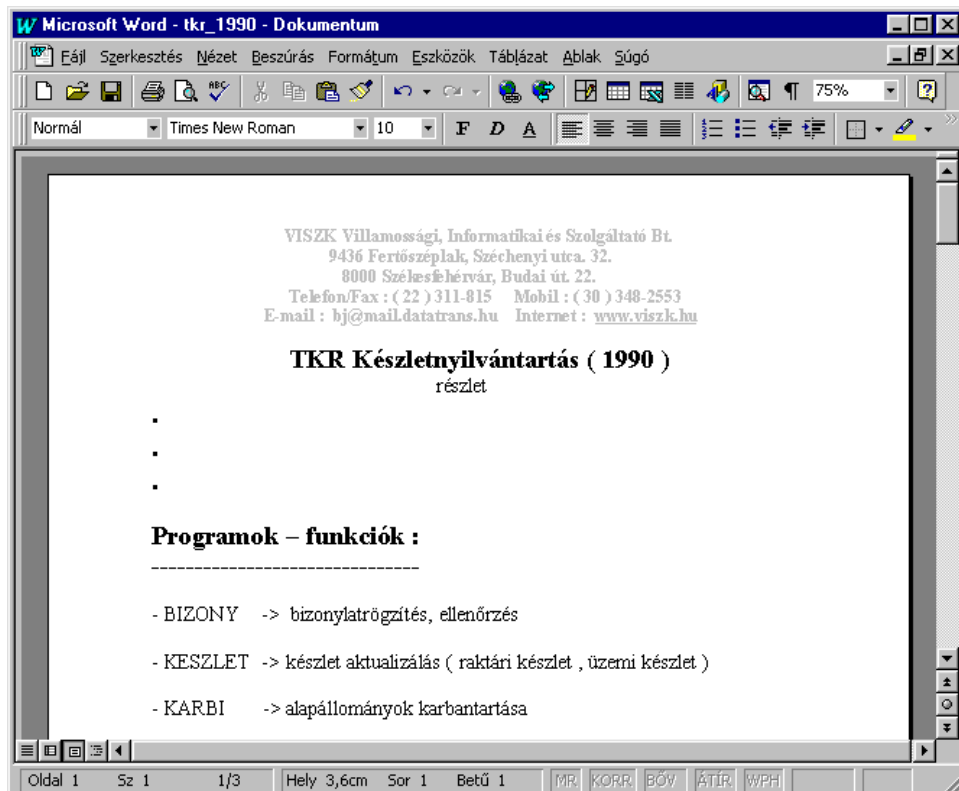 Microsoft Word - tkr_1990 - Dokumentum
Fájl Szerkesztés Nézet Beszúrás Formátum Eszközök Táblázat Ablak Súgó
ABC 75%
Normál Times New Roman 10 F D A
VISZK Villamossági, Informatikai és Szolgáltató Bt.
9436 Fertőszéplak, Széchenyi utca. 32.
8000 Székesfehérvár, Budai út. 22.
Telefon/Fax : ( 22 ) 311-815 Mobil : ( 30 ) 348-2553
E-mail : bj@mail.datatrans.hu Internet : www.viszk.hu
TKR Készletnyilvántartás ( 1990 )
részlet
.
.
.
Programok – funkciók :
-------------------------------
- BIZONY -> bizonylatrögzítés, ellenőrzés
- KESZLET -> készlet aktualizálás ( raktári készlet , üzemi készlet )
- KARBI -> alapállományok karbantartása
Oldal 1 Sz 1 1/3 Hely 3,6cm Sor 1 Betű 1 MR KORR BŐV ÁTÍR WPH